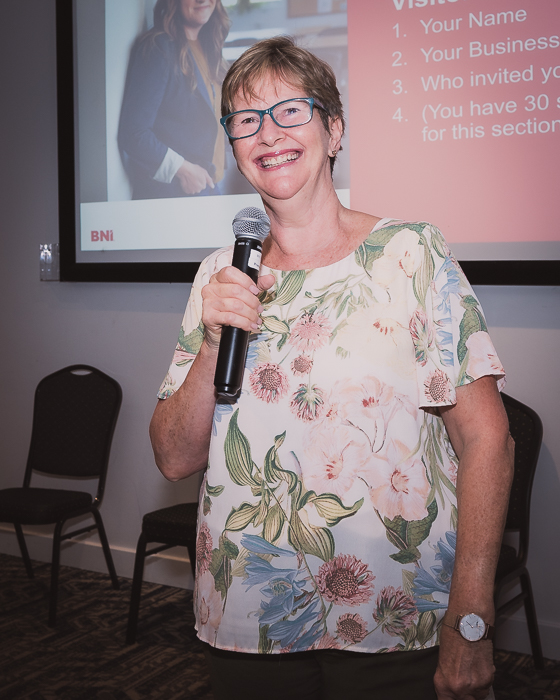 Visito
1. Your Name
2. Your Business
3. Who invited yo
4. (You have 30 s
for this section
BNI